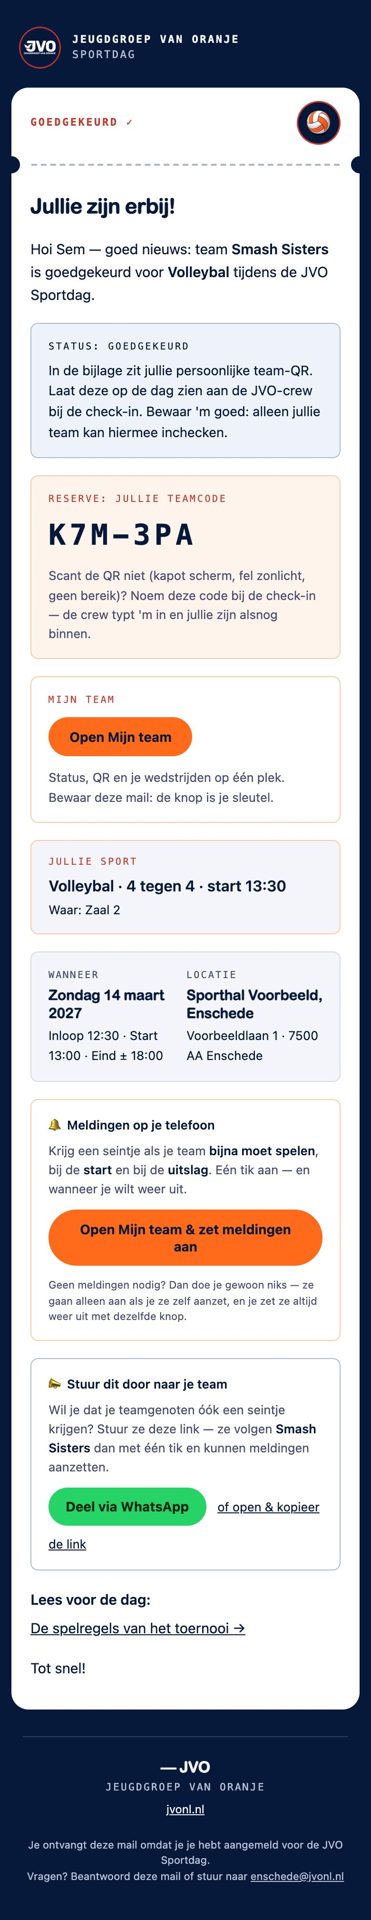 JVO
JEUGDGROEP VAN ORANJE
SPORTDAG
GOEDGEKEURD ✓
Jullie zijn erbij!
Hoi Sem — goed nieuws: team Smash Sisters
is goedgekeurd voor Volleybal tijdens de JVO
Sportdag.
STATUS: GOEDGEKEURD
In de bijlage zit jullie persoonlijke team-QR.
Laat deze op de dag zien aan de JVO-crew
bij de check-in. Bewaar 'm goed: alleen jullie
team kan hiermee inchecken.
RESERVE: JULLIE TEAMCODE
K7M–3PA
Scant de QR niet (kapot scherm, fel zonlicht,
geen bereik)? Noem deze code bij de check-in
— de crew typt 'm in en jullie zijn alsnog
binnen.
MIJN TEAM
Open Mijn team
Status, QR en je wedstrijden op één plek.
Bewaar deze mail: de knop is je sleutel.
JULLIE SPORT
Volleybal · 4 tegen 4 · start 13:30
Waar: Zaal 2
WANNEER
Zondag 14 maart
2027
Inloop 12:30 · Start
13:00 · Eind ± 18:00
LOCATIE
Sporthal Voorbeeld,
Enschede
Voorbeeldlaan 1 · 7500
AA Enschede
Meldingen op je telefoon
Krijg een seintje als je team bijna moet spelen,
bij de start en bij de uitslag. Eén tik aan — en
wanneer je wilt weer uit.
Open Mijn team & zet meldingen
aan
Geen meldingen nodig? Dan doe je gewoon niks — ze
gaan alleen aan als je ze zelf aanzet, en je zet ze altijd
weer uit met dezelfde knop.
Stuur dit door naar je team
Wil je dat je teamgenoten óók een seintje
krijgen? Stuur ze deze link — ze volgen Smash
Sisters dan met één tik en kunnen meldingen
aanzetten.
Deel via WhatsApp of open & kopieer
de link
Lees voor de dag:
De spelregels van het toernooi →
Tot snel!
— JVO
JEUGDGROEP VAN ORANJE
jvonl.nl
Je ontvangt deze mail omdat je je hebt aangemeld voor de JVO
Sportdag.
Vragen? Beantwoord deze mail of stuur naar enschede@jvonl.nl